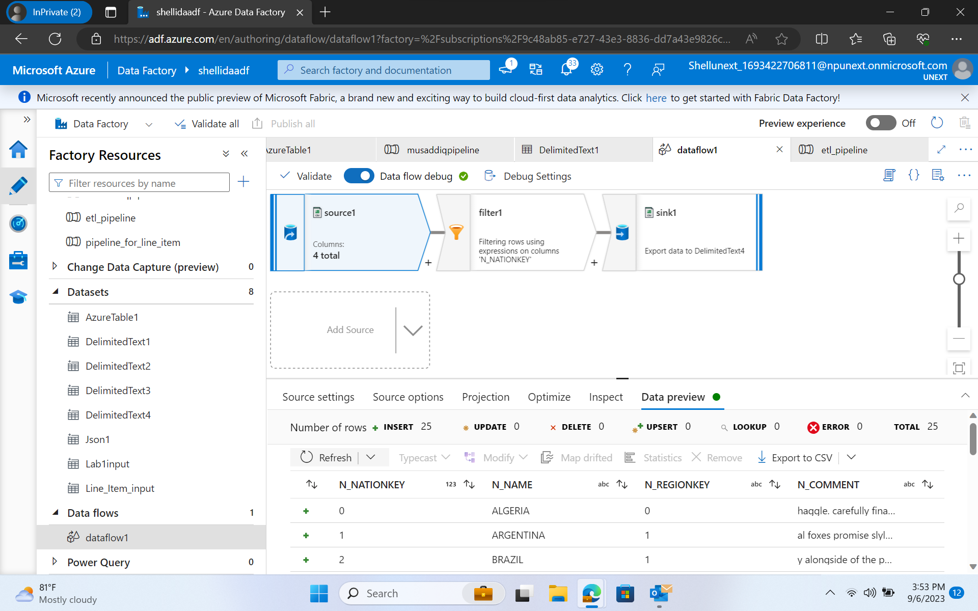 InPrivate (2)
shellidaadf - Azure Data Factory
https://adf.azure.com/en/authoring/dataflow/dataflow1?factory=%2Fsubscriptions%2F9c48ab85-e727-43e3-8836-dd7a43e9826c...
Microsoft Azure
Data Factory
shellidaadf
Search factory and documentation
1
33
Shellunext_1693422706811@npunext.onmicrosoft.com
UNEXT
Microsoft recently announced the public preview of Microsoft Fabric, a brand new and exciting way to build cloud-first data analytics. Click here to get started with Fabric Data Factory!
Data Factory
Validate all
Publish all
Preview experience
Off
Factory Resources
Filter resources by name
etl_pipeline
pipeline_for_line_item
Change Data Capture (preview) 0
Datasets 8
AzureTable1
DelimitedText1
DelimitedText2
DelimitedText3
DelimitedText4
Json1
Lab1input
Line_Item_input
Data flows 1
dataflow1
Power Query 0
zureTable1
musaddiqpipeline
DelimitedText1
dataflow1
etl_pipeline
Validate
Data flow debug
Debug Settings
source1
Columns:
4 total
filter1
Filtering rows using
expressions on columns
'N_NATIONKEY'
sink1
Export data to DelimitedText4
Add Source
Source settings
Source options
Projection
Optimize
Inspect
Data preview
Number of rows
INSERT 25
UPDATE 0
DELETE 0
UPSERT 0
LOOKUP 0
ERROR 0
TOTAL 25
Refresh
Typecast
Modify
Map drifted
Statistics
Remove
Export to CSV
N_NATIONKEY 123
N_NAME abc
N_REGIONKEY abc
N_COMMENT abc
0 ALGERIA 0 haggle. carefully fina...
1 ARGENTINA 1 al foxes promise slyl...
2 BRAZIL 1 y alongside of the p...
81°F
Mostly cloudy
Search
3:53 PM
9/6/2023
12